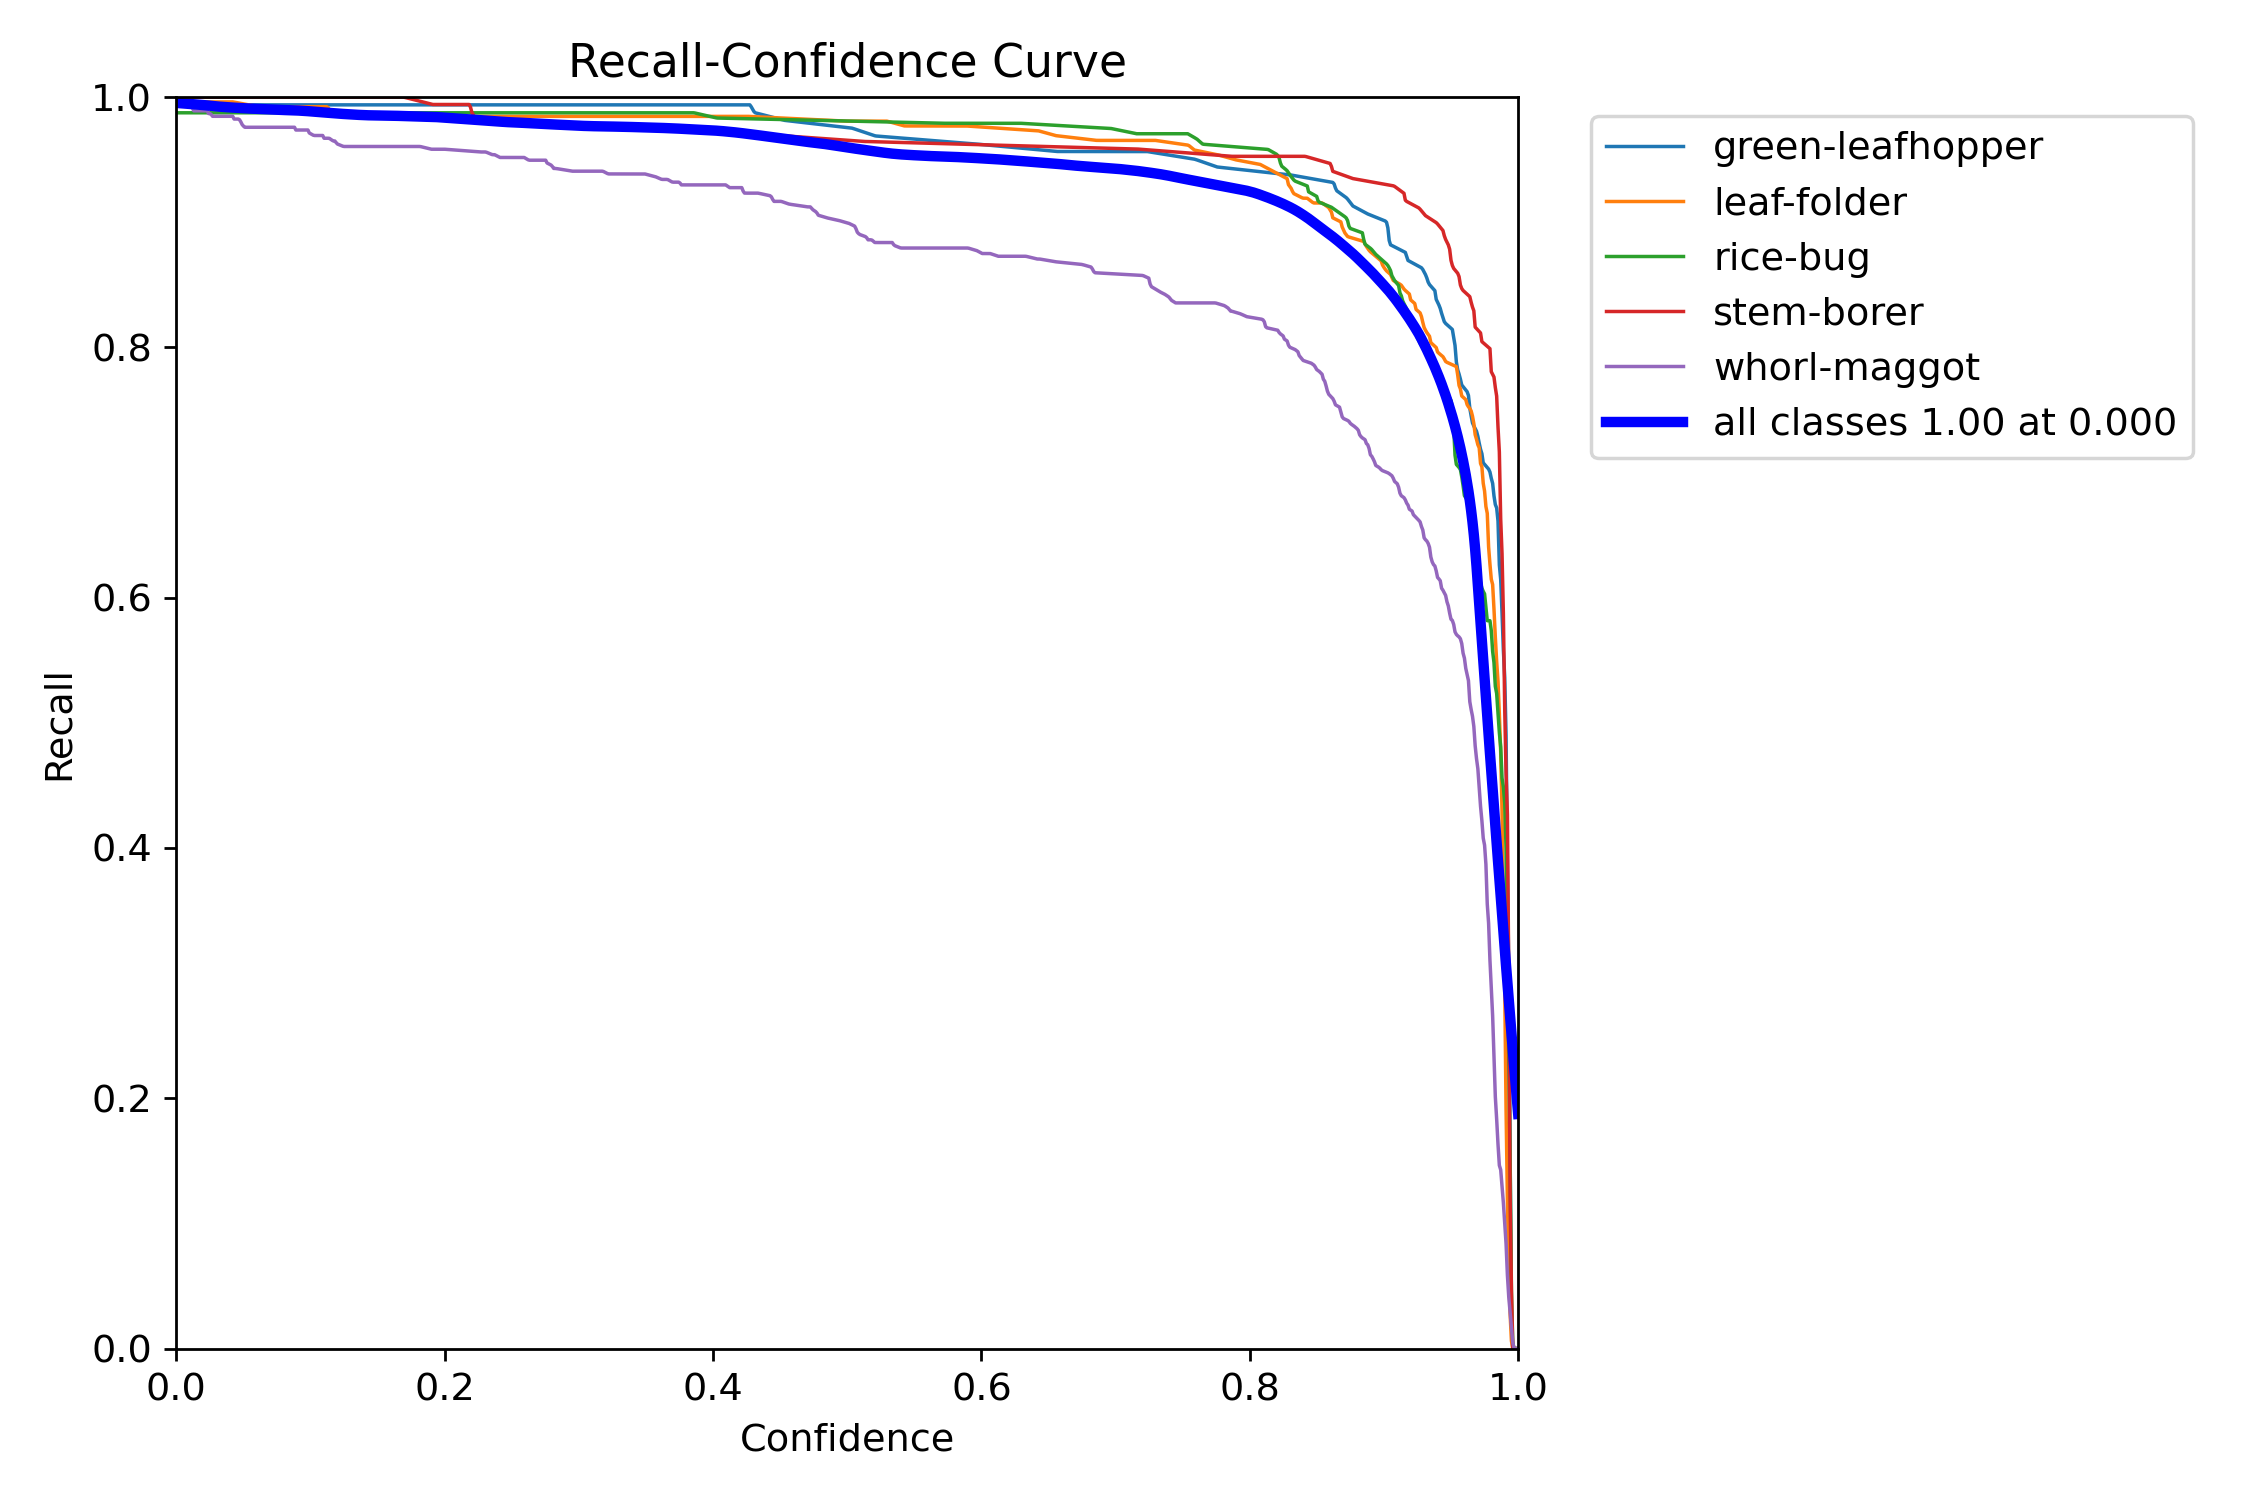 Recall-Confidence Curve
1.0
0.8
0.6
0.4
0.2
0.0
Recall
0.0 0.2 0.4 0.6 0.8 1.0
Confidence
green-leafhopper
leaf-folder
rice-bug
stem-borer
whorl-maggot
all classes 1.00 at 0.000